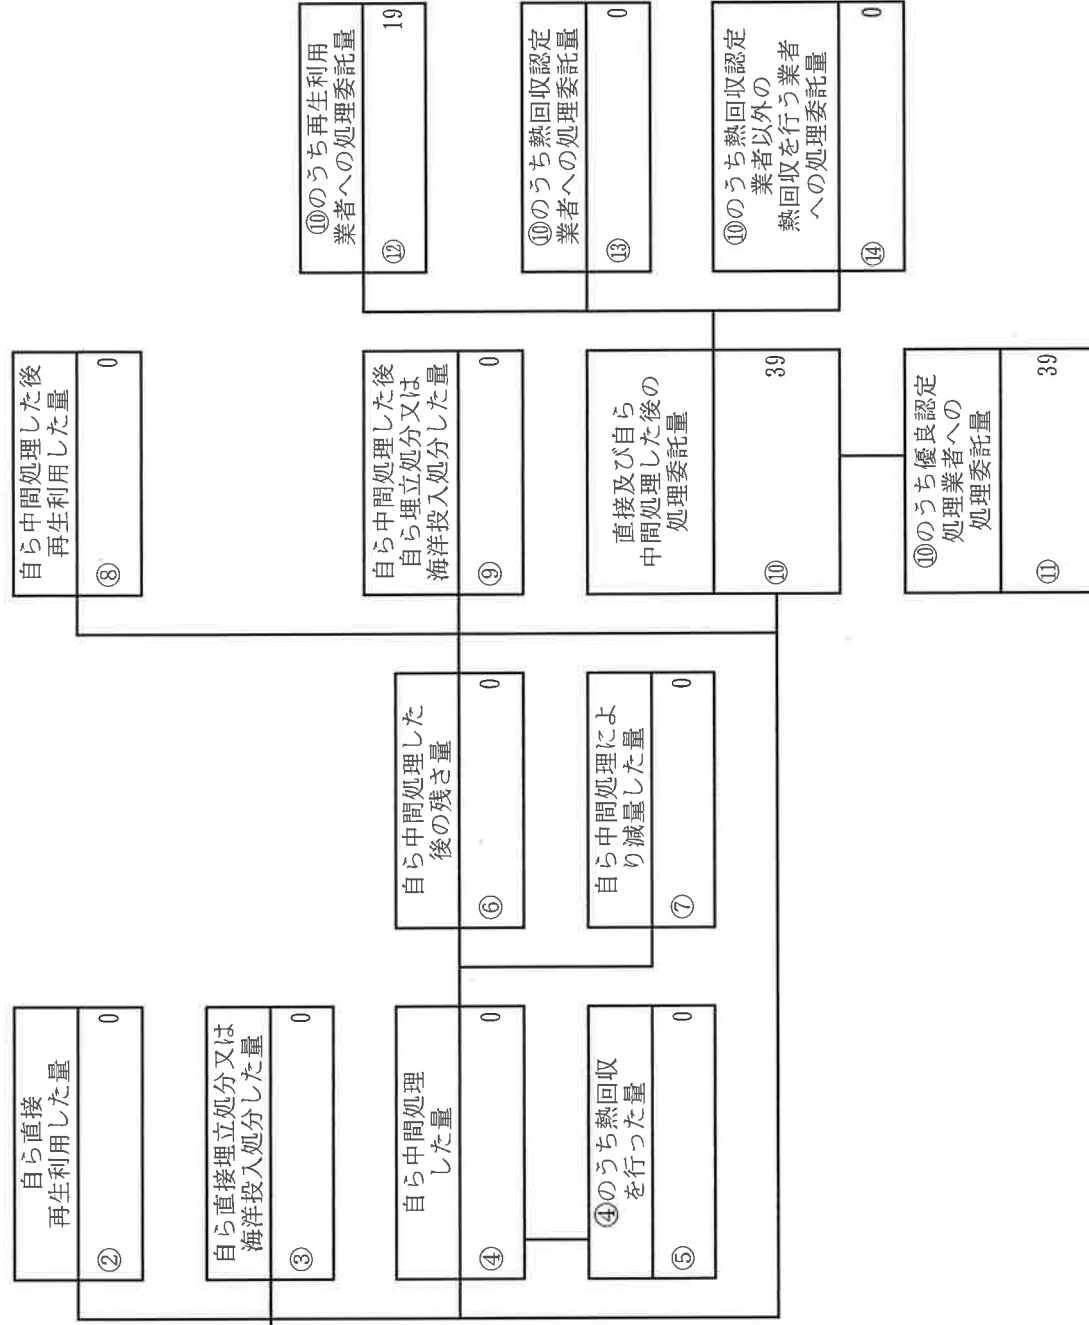 自ら直接
再生利用した量
② 0
自ら直接埋立処分又は
海洋投入処分した量
③ 0
自ら中間処理
した量
④ 0
④のうち熱回収
を行った量
⑤ 0
自ら中間処理した
後の残さ量
⑥ 0
自ら中間処理によ
り減量した量
⑦ 0
自ら中間処理した後
再生利用した量
⑧ 0
自ら中間処理した後
自ら埋立処分又は
海洋投入処分した量
⑨ 0
直接及び自ら
中間処理した後の
処理委託量
⑩ 39
⑩のうち優良認定
処理業者への
処理委託量
⑪ 39
⑩のうち再生利用
業者への処理委託量
⑫ 19
⑩のうち熱回収認定
業者への処理委託量
⑬ 0
⑩のうち熱回収認定
業者以外の
熱回収を行う業者
への処理委託量
⑭ 0